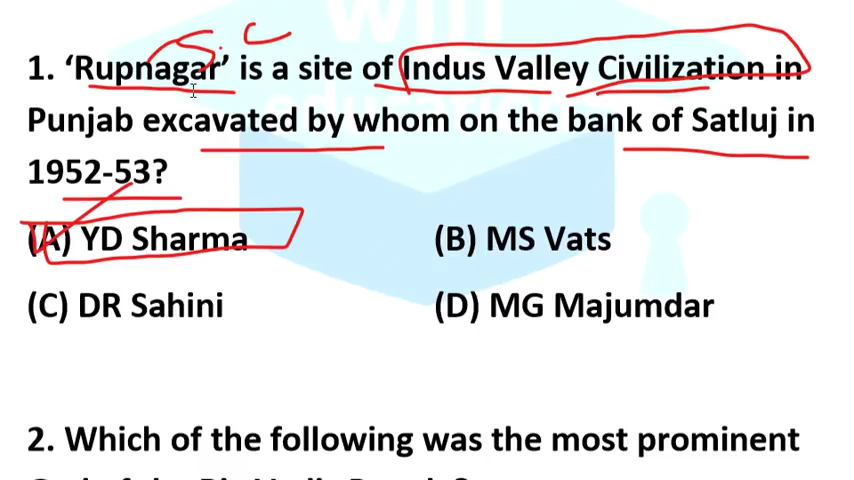 will
education
S. C
1. ‘Rupnagar’ is a site of Indus Valley Civilization in
Punjab excavated by whom on the bank of Satluj in
1952-53?
(A) YD Sharma (B) MS Vats
(C) DR Sahini (D) MG Majumdar
2. Which of the following was the most prominent